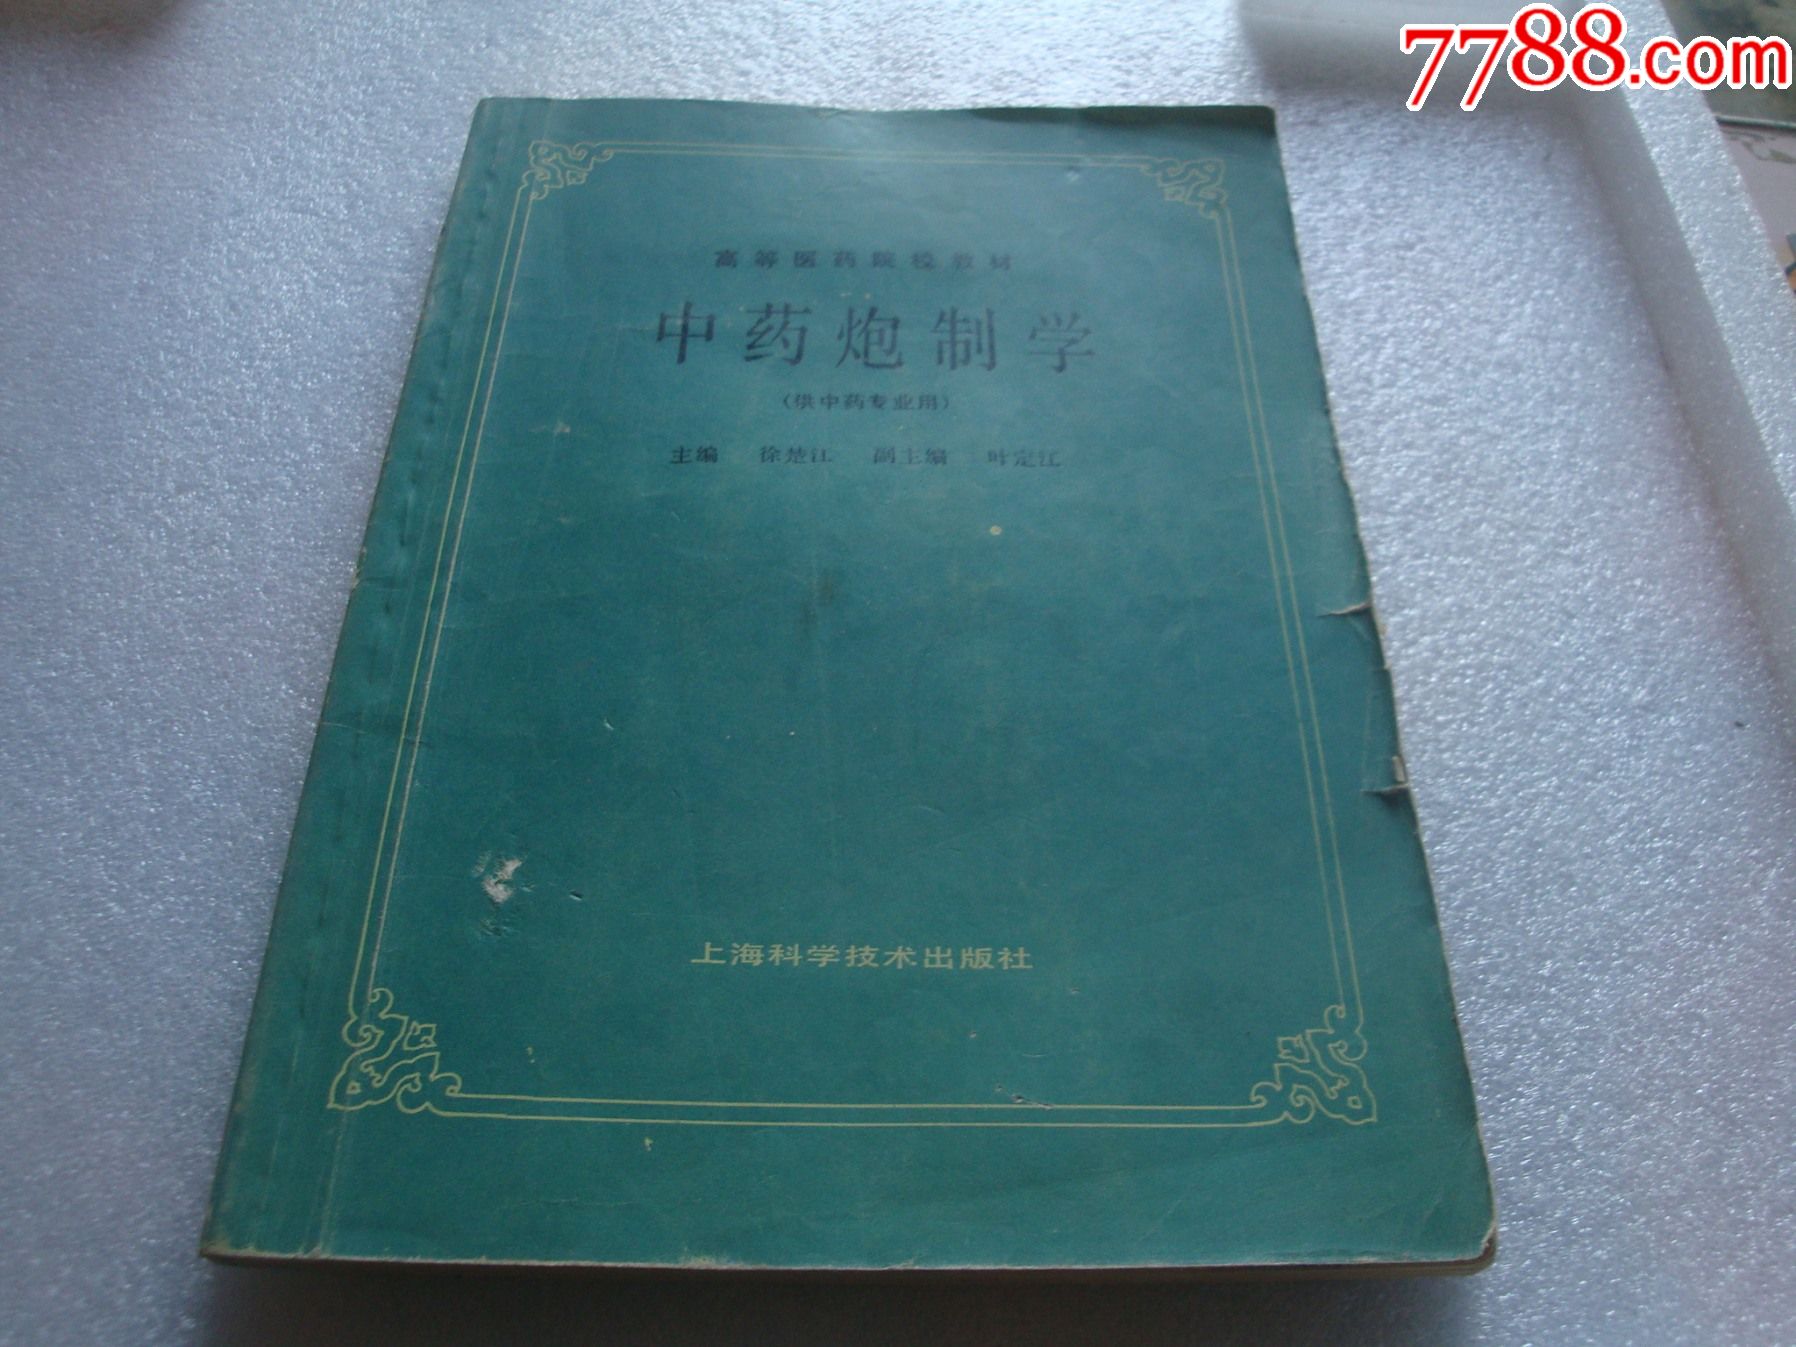 7788.com
高等医药院校教材
中药炮制学
(供中药专业用)
主编 徐楚江 副主编 叶定江
上海科学技术出版社